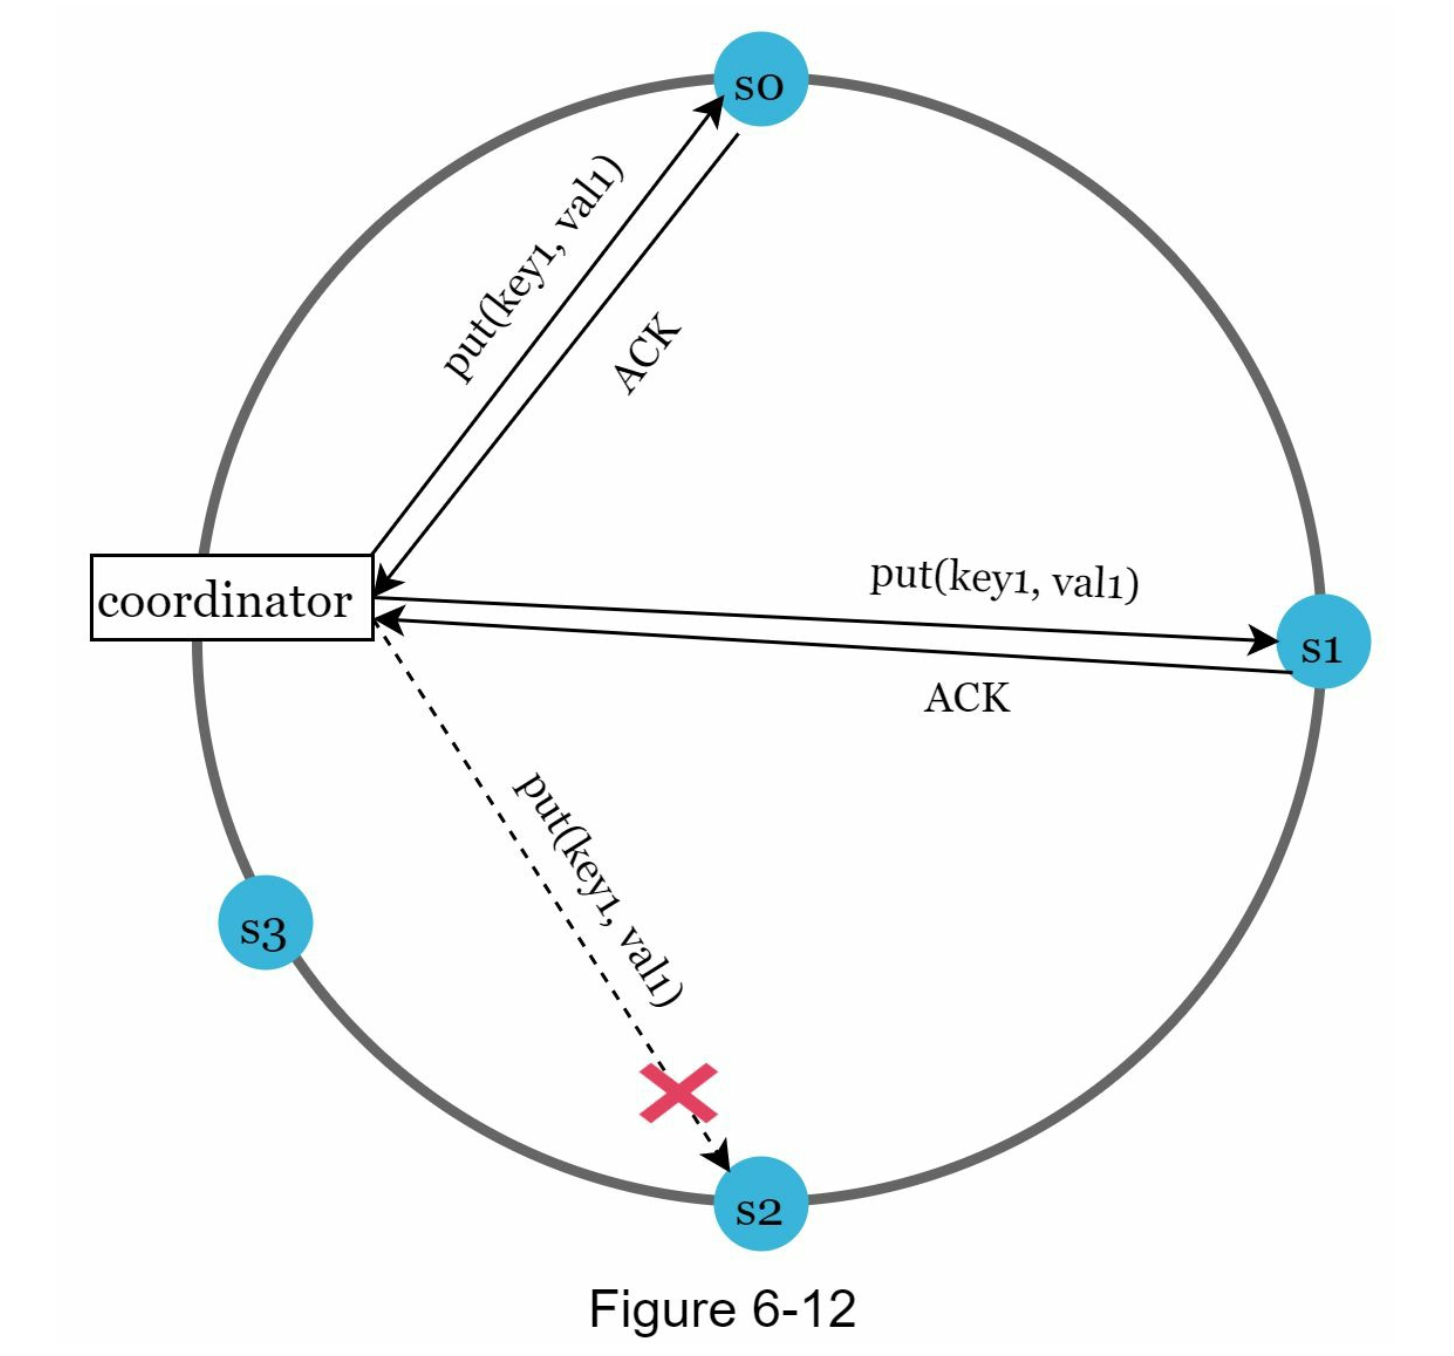 s0
put(key1, val1)
ACK
put(key1, val1)
coordinator
s1
ACK
put(key1, val1)
s3
s2
Figure 6-12